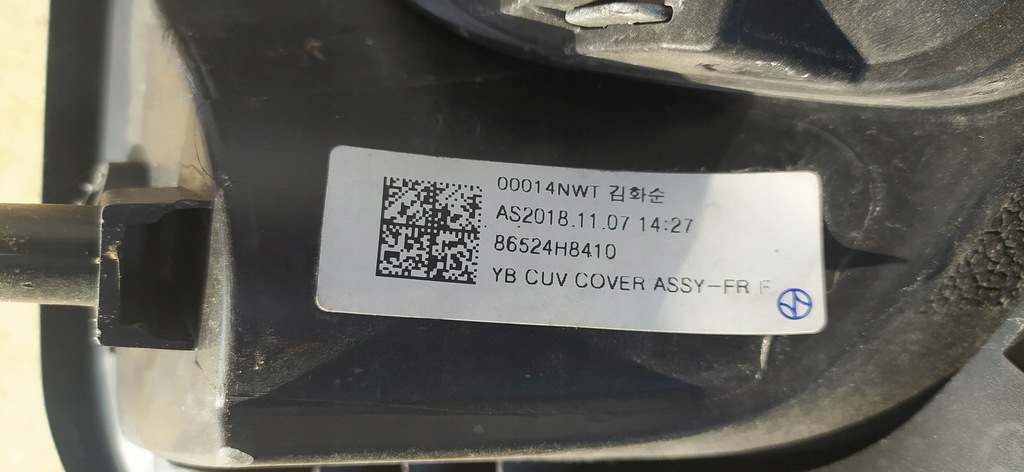 00014NWT 김화순
AS2018.11.07 14:27
86524H8410
YB CUV COVER ASSY-FR F